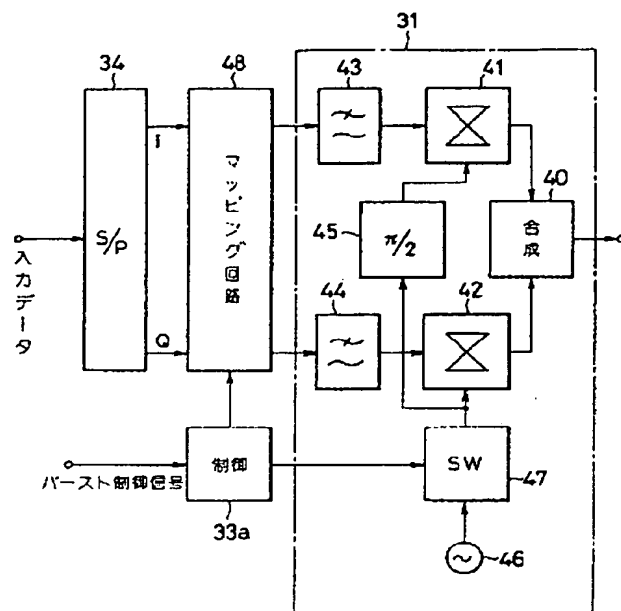 31
34
48
43
41
I
マッピング回路
40
S/P
45
π/2
合成
入力データ
44
42
Q
制御
SW
バースト制御信号
47
33a
46